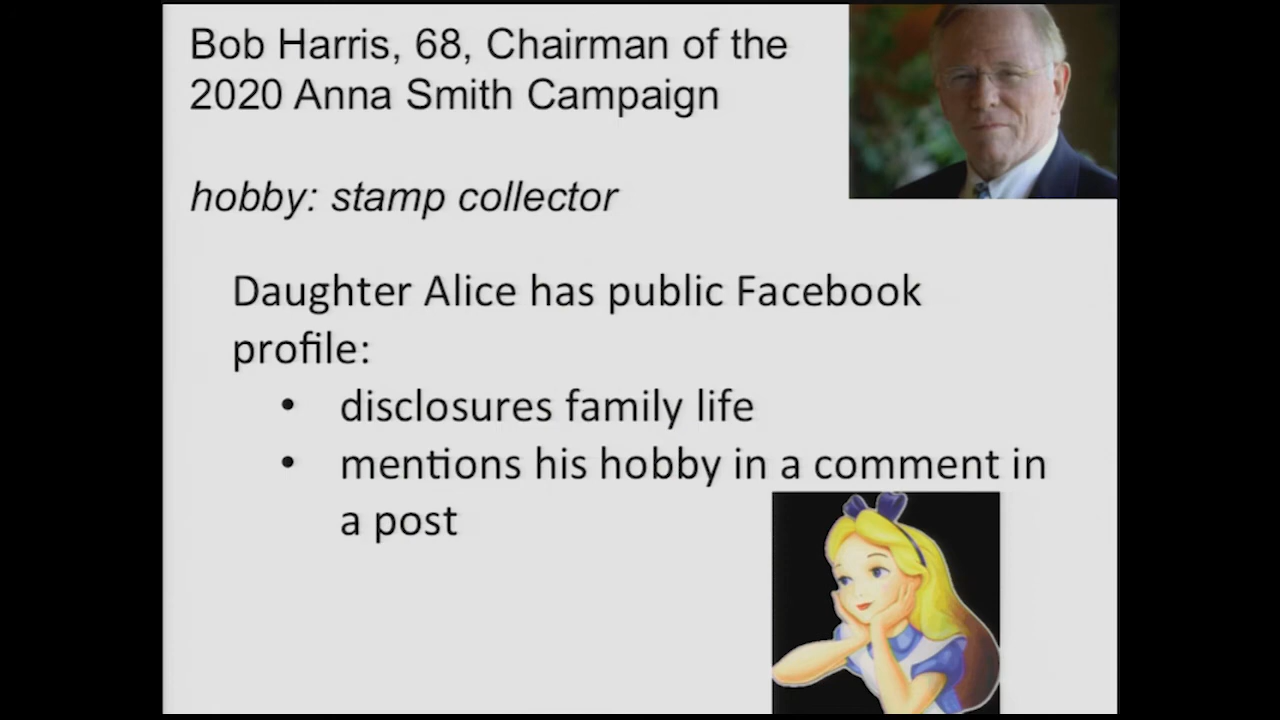 Bob Harris, 68, Chairman of the
2020 Anna Smith Campaign
hobby: stamp collector
Daughter Alice has public Facebook
profile:
• disclosures family life
• mentions his hobby in a comment in
a post